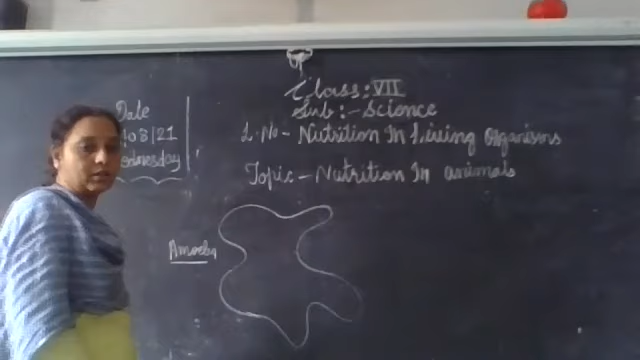 Class: VII
Sub :- Science
L. No - Nutrition In Living Organisms
Topic - Nutrition In animals
Date
08/21
Wednesday
Amoeba